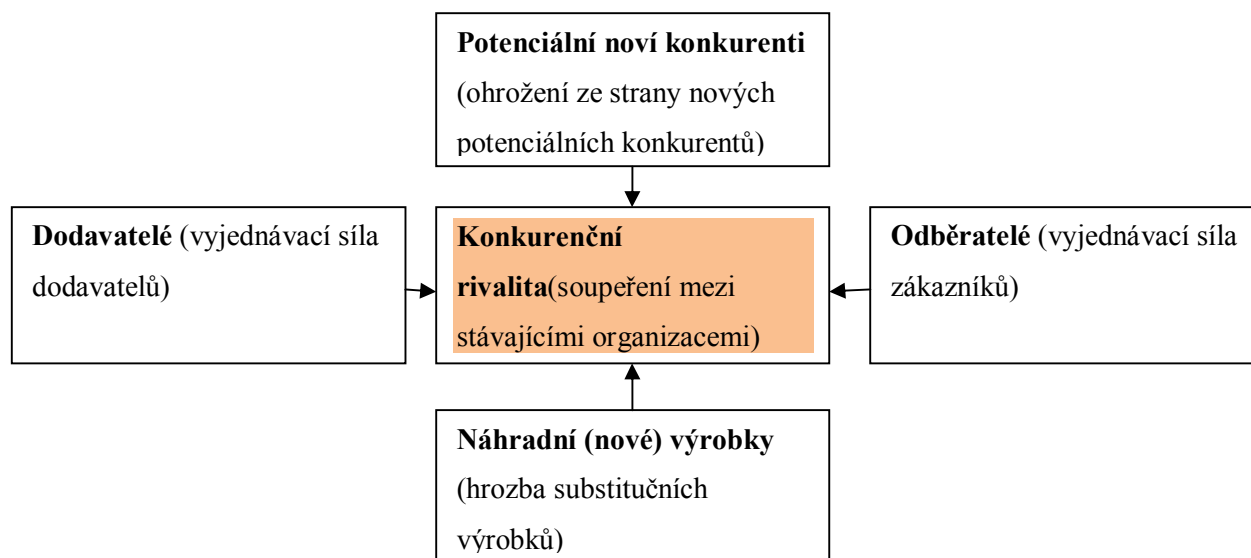 Potenciální noví konkurenti
(ohrožení ze strany nových
potenciálních konkurentů)
Dodavatelé (vyjednávací síla
dodavatelů)
Konkurenční
rivalita(soupeření mezi
stávajícími organizacemi)
Odběratelé (vyjednávací síla
zákazníků)
Náhradní (nové) výrobky
(hrozba substitučních
výrobků)